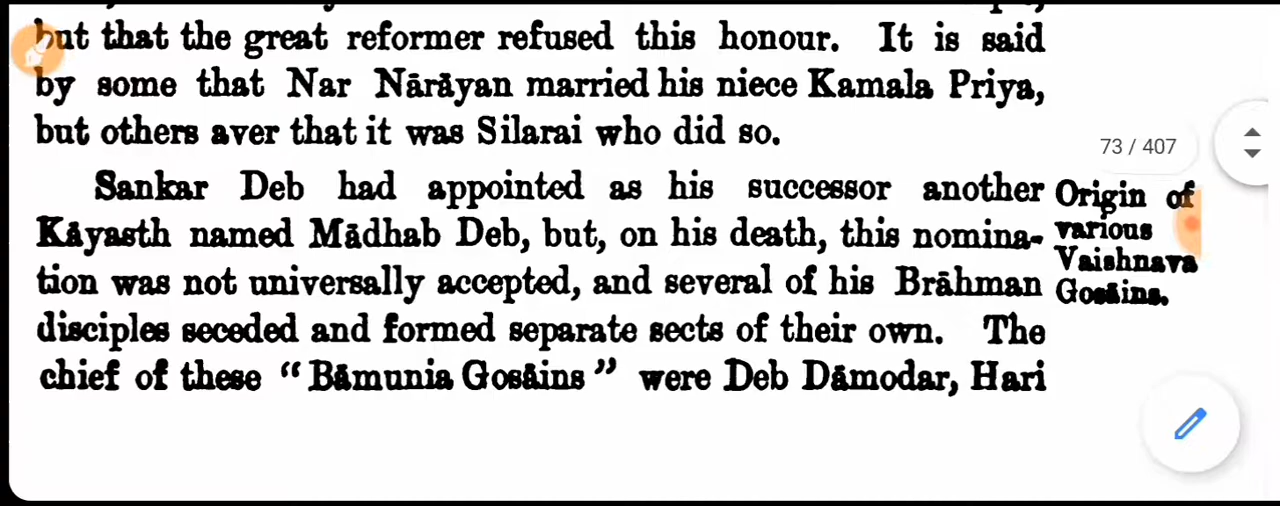 but that the great reformer refused this honour. It is said
by some that Nar Nārāyan married his niece Kamala Priya,
but others aver that it was Silarai who did so.
73 / 407
Sankar Deb had appointed as his successor another
Kāyasth named Mādhab Deb, but, on his death, this nomina-
tion was not universally accepted, and several of his Brāhman
disciples seceded and formed separate sects of their own. The
chief of these “Bāmunia Gosāins” were Deb Dāmodar, Hari
Origin of
various
Vaishnava
Gosāins.